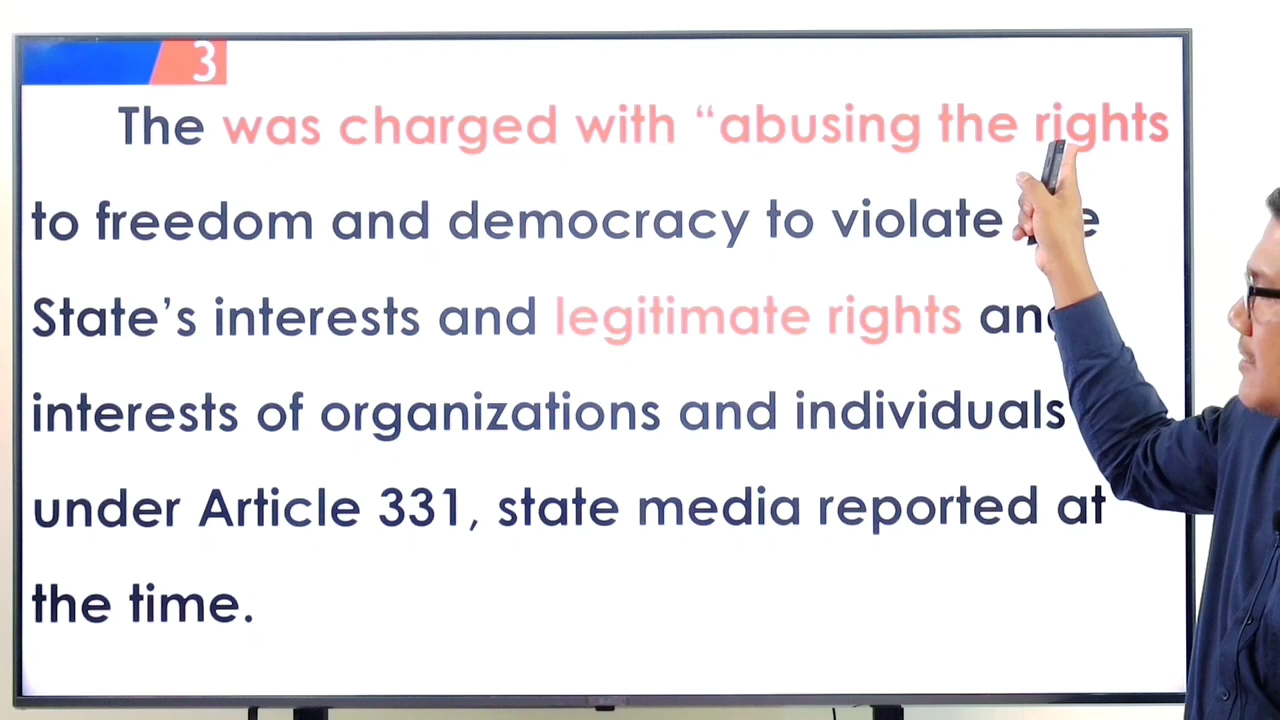 3
The was charged with “abusing the rights
to freedom and democracy to violate
State’s interests and legitimate rights and
interests of organizations and individuals
under Article 331, state media reported at
the time.